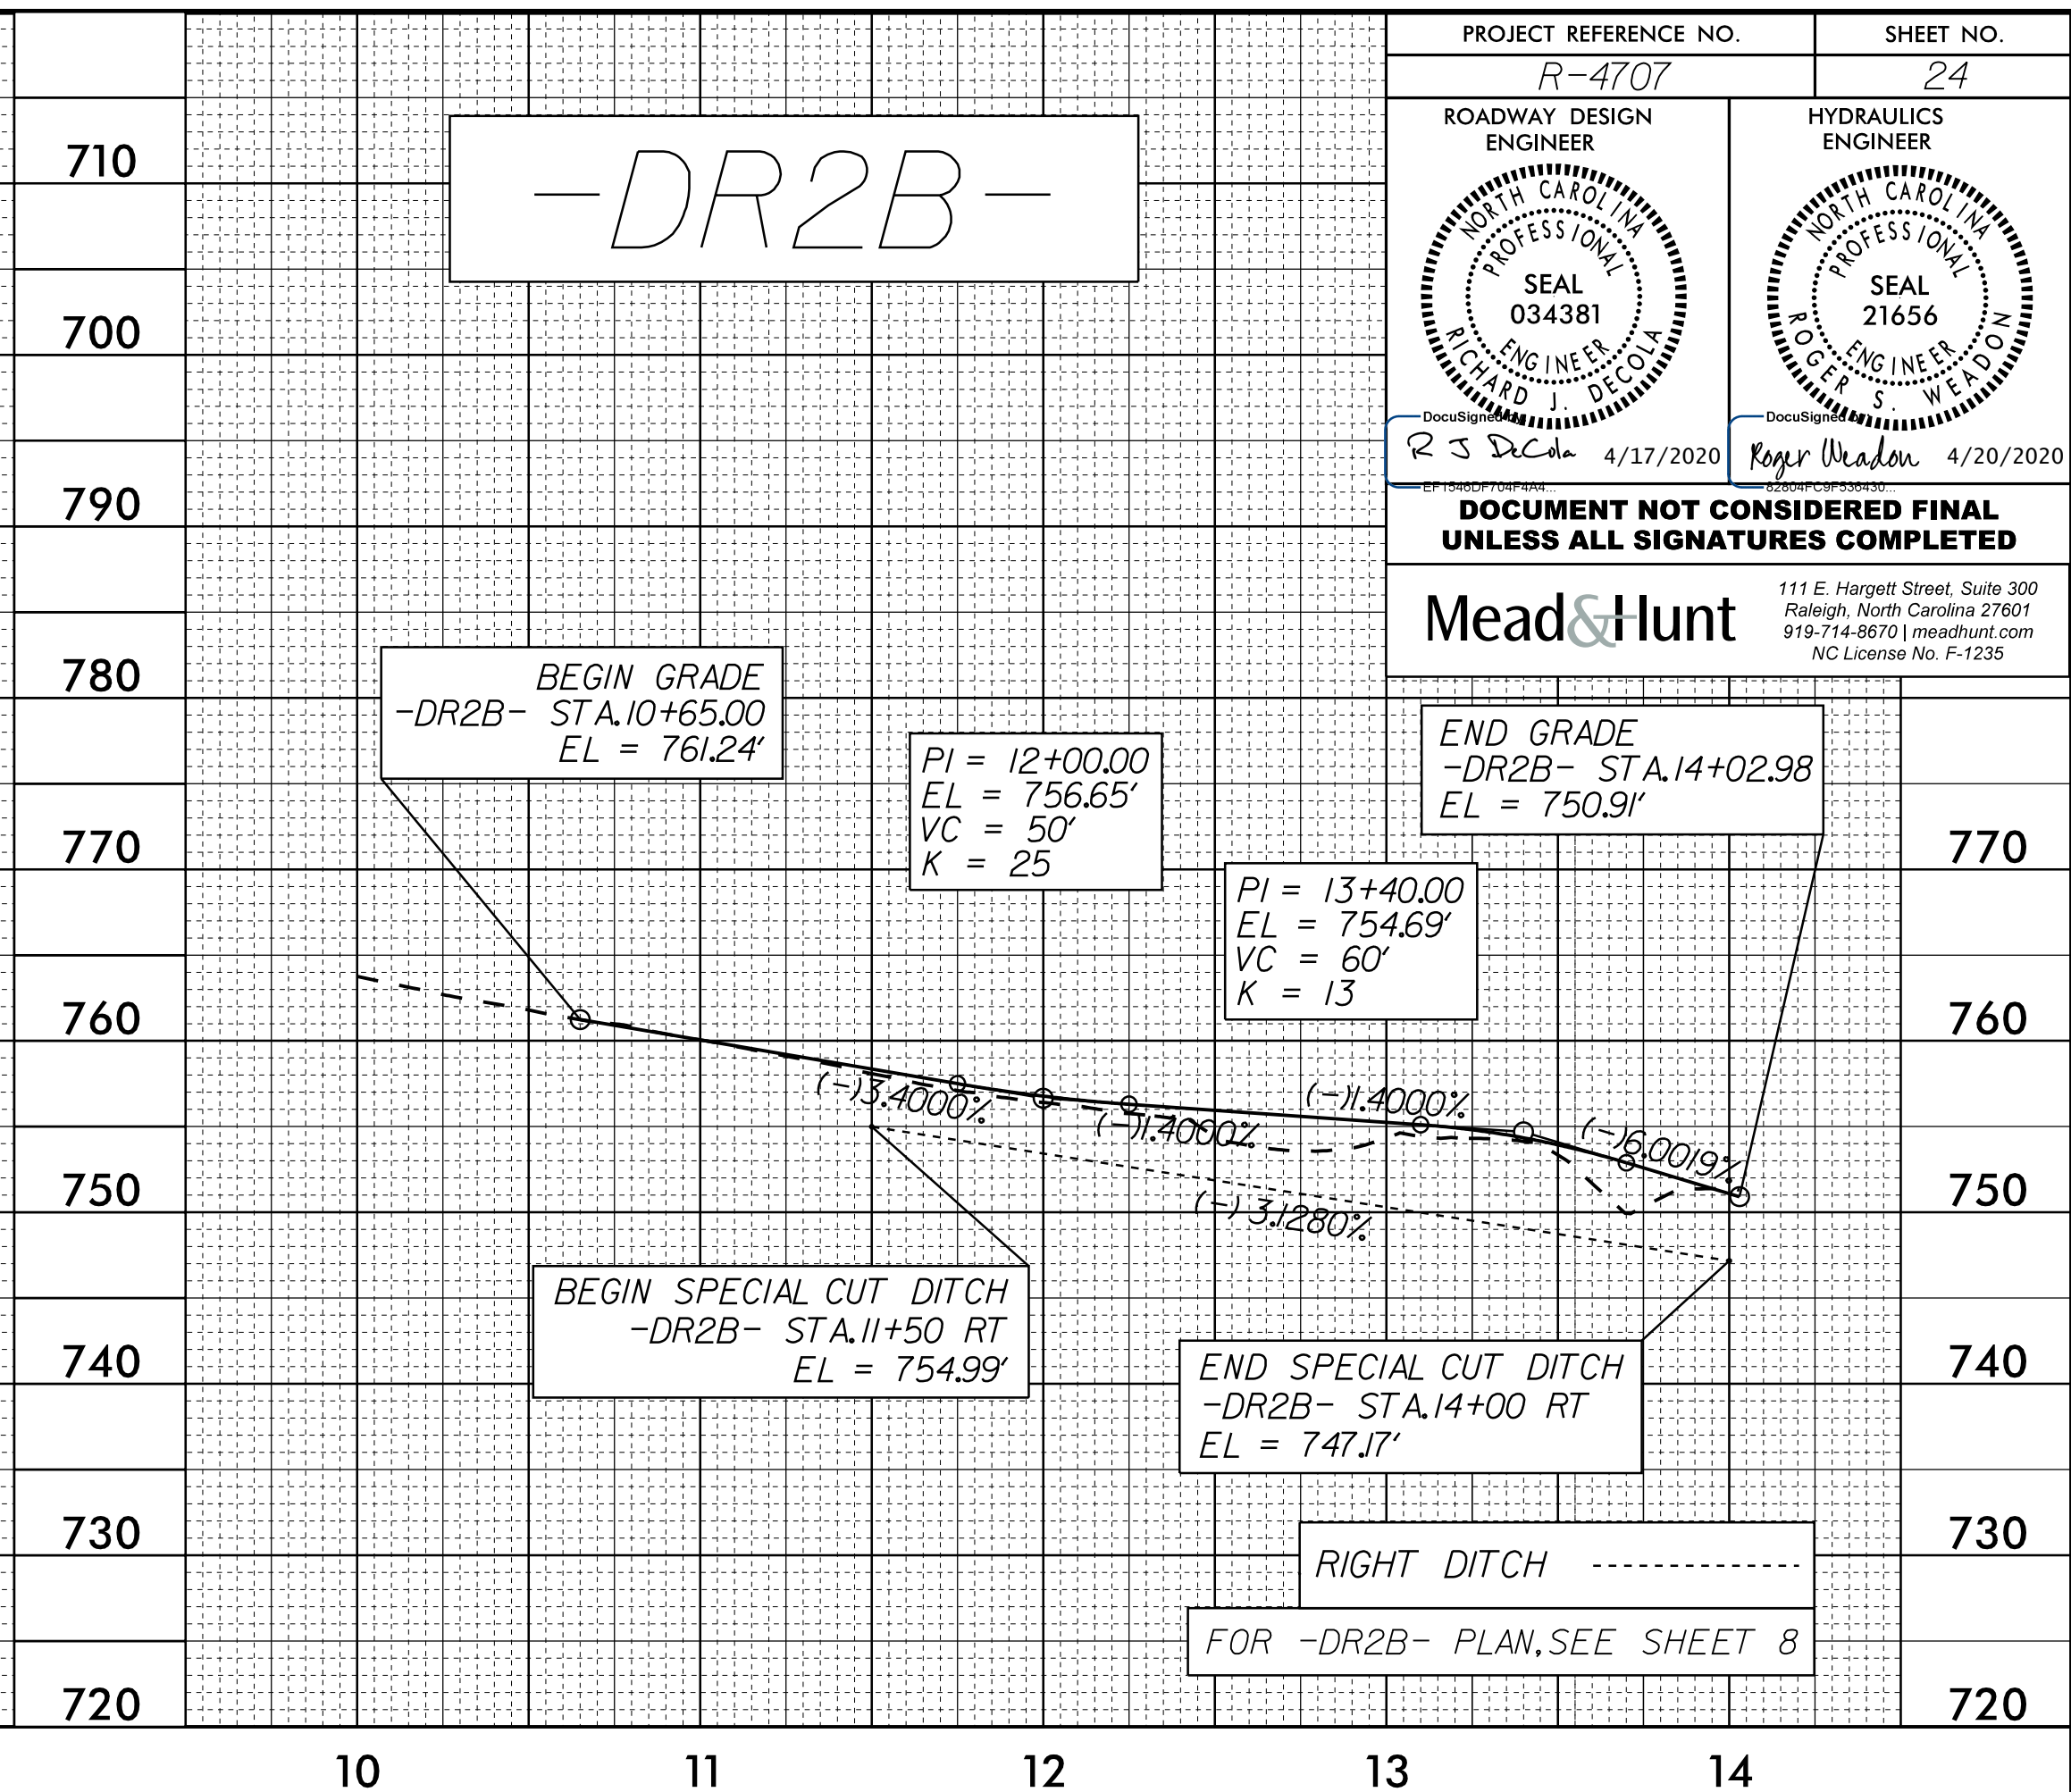 PROJECT REFERENCE NO.
SHEET NO.
R-4707
24
ROADWAY DESIGN
ENGINEER
HYDRAULICS
ENGINEER
NORTH CAROLINA
PROFESSIONAL
SEAL
034381
ENGINEER
RICHARD J. DECOLA
NORTH CAROLINA
PROFESSIONAL
SEAL
21656
ENGINEER
ROGER S. WEADON
DocuSigned by:
R J DeCola 4/17/2020
EF1546DF704F4A4...
DocuSigned by:
Roger Weadon 4/20/2020
82804FC9F536430...
DOCUMENT NOT CONSIDERED FINAL
UNLESS ALL SIGNATURES COMPLETED
Mead&Hunt
111 E. Hargett Street, Suite 300
Raleigh, North Carolina 27601
919-714-8670 | meadhunt.com
NC License No. F-1235
-DR2B-
710
700
790
780
770
760
750
740
730
720
770
760
750
740
730
720
BEGIN GRADE
-DR2B- STA.10+65.00
EL = 761.24'
PI = 12+00.00
EL = 756.65'
VC = 50'
K = 25
END GRADE
-DR2B- STA.14+02.98
EL = 750.91'
PI = 13+40.00
EL = 754.69'
VC = 60'
K = 13
(-)3.4000%
(-)1.4000%
(-)1.4000%
(-)6.0019%
(-) 3.1280%
BEGIN SPECIAL CUT DITCH
-DR2B- STA.11+50 RT
EL = 754.99'
END SPECIAL CUT DITCH
-DR2B- STA.14+00 RT
EL = 747.17'
RIGHT DITCH
FOR -DR2B- PLAN, SEE SHEET 8
10 11 12 13 14